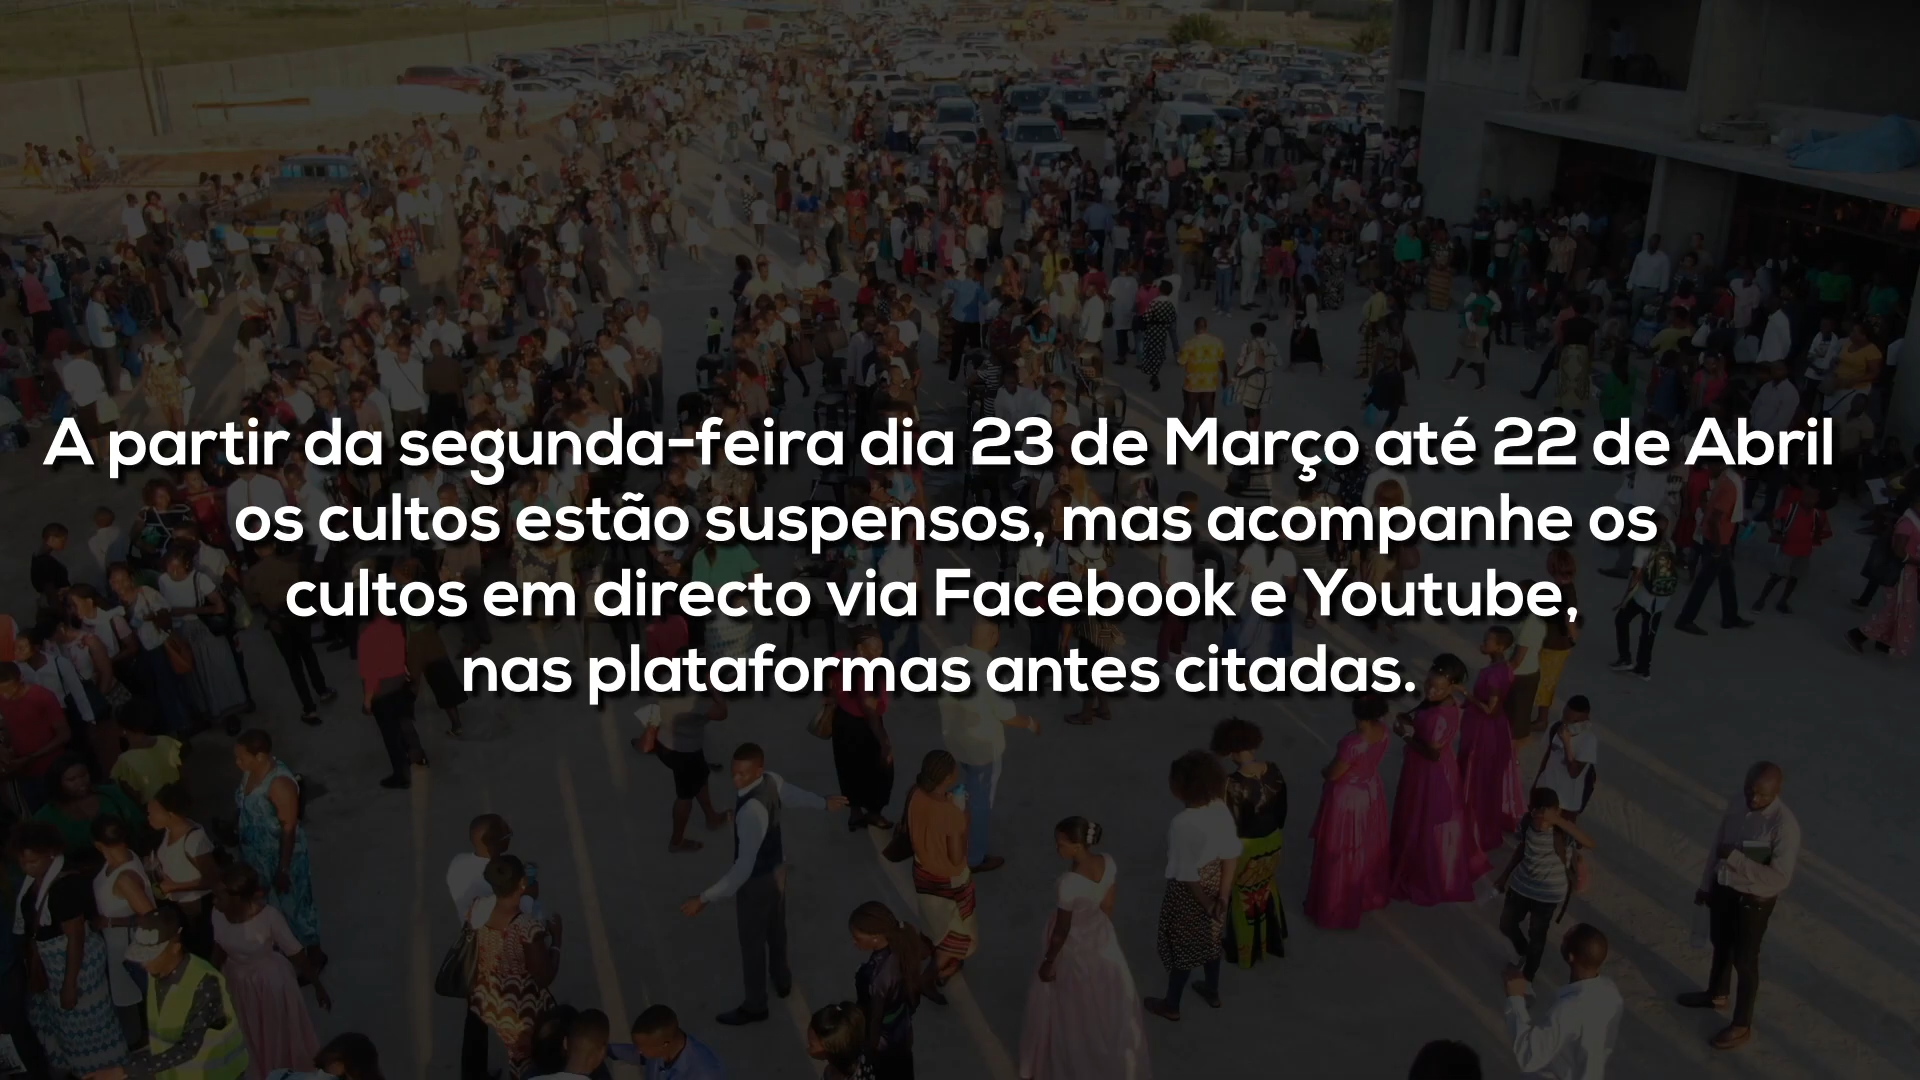 A partir da segunda-feira dia 23 de Março até 22 de Abril
os cultos estão suspensos, mas acompanhe os
cultos em directo via Facebook e Youtube,
nas plataformas antes citadas.